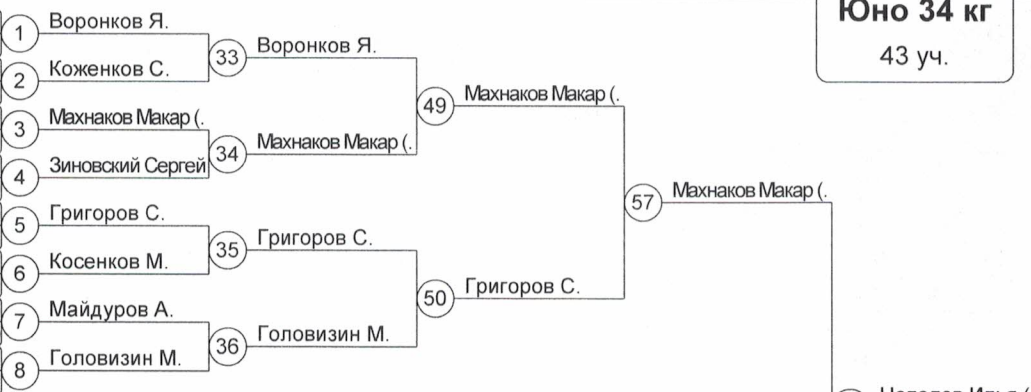 Юно 34 кг
43 уч.
1 Воронков Я.
2 Коженков С.
33 Воронков Я.
3 Махнаков Макар (.
4 Зиновский Сергей
34 Махнаков Макар (.
49 Махнаков Макар (.
5 Григоров С.
6 Косенков М.
35 Григоров С.
7 Майдуров А.
8 Головизин М.
36 Головизин М.
50 Григоров С.
57 Махнаков Макар (.